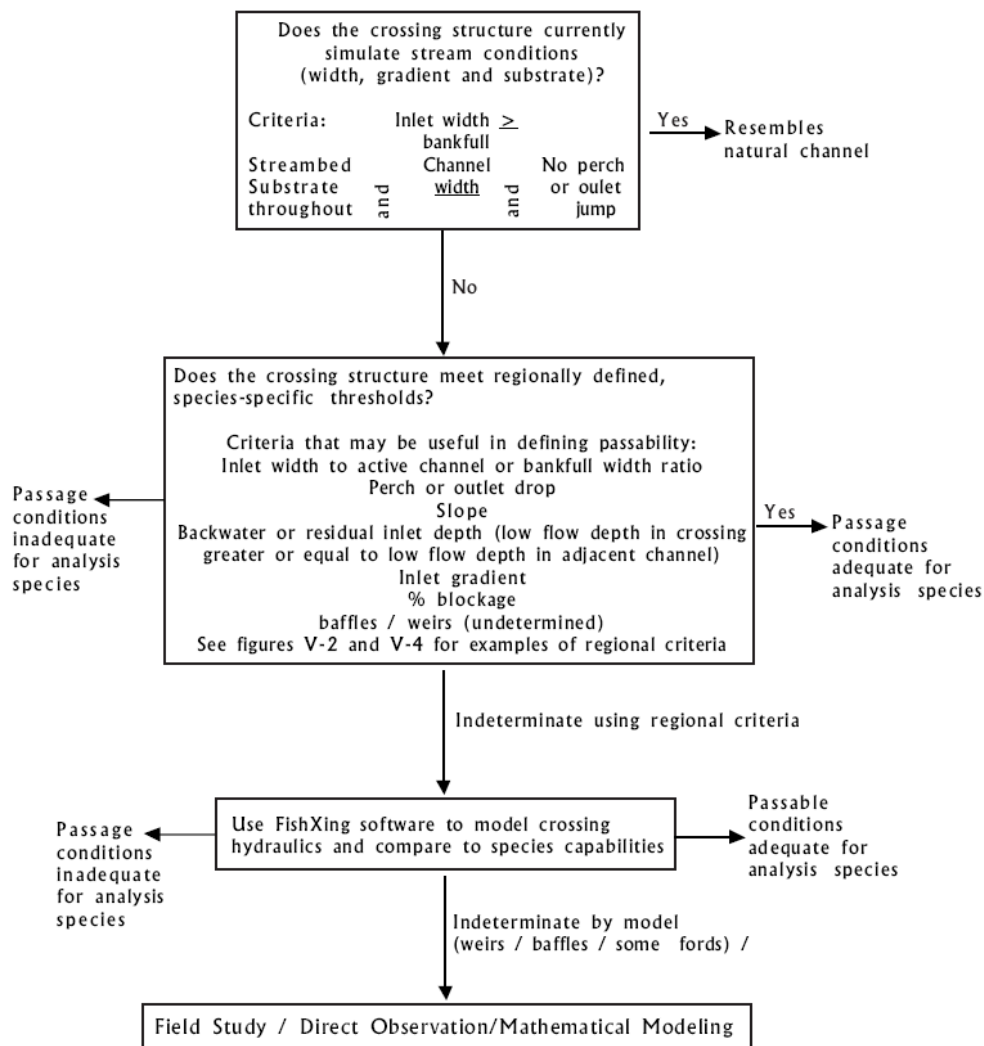 Does the crossing structure currently
simulate stream conditions
(width, gradient and substrate)?
Criteria:
Inlet width >
bankfull
Streambed
Substrate
throughout
and
Channel
width
and
No perch
or oulet
jump
Yes
Resembles
natural channel
No
Does the crossing structure meet regionally defined,
species-specific thresholds?
Criteria that may be useful in defining passability:
Inlet width to active channel or bankfull width ratio
Perch or outlet drop
Slope
Backwater or residual inlet depth (low flow depth in crossing
greater or equal to low flow depth in adjacent channel)
Inlet gradient
% blockage
baffles / weirs (undetermined)
See figures V-2 and V-4 for examples of regional criteria
Passage
conditions
inadequate
for analysis
species
Yes
Passage
conditions
adequate for
analysis species
Indeterminate using regional criteria
Use FishXing software to model crossing
hydraulics and compare to species capabilities
Passage
conditions
inadequate
for analysis
species
Passable
conditions
adequate for
analysis species
Indeterminate by model
(weirs / baffles / some fords) /
Field Study / Direct Observation/Mathematical Modeling